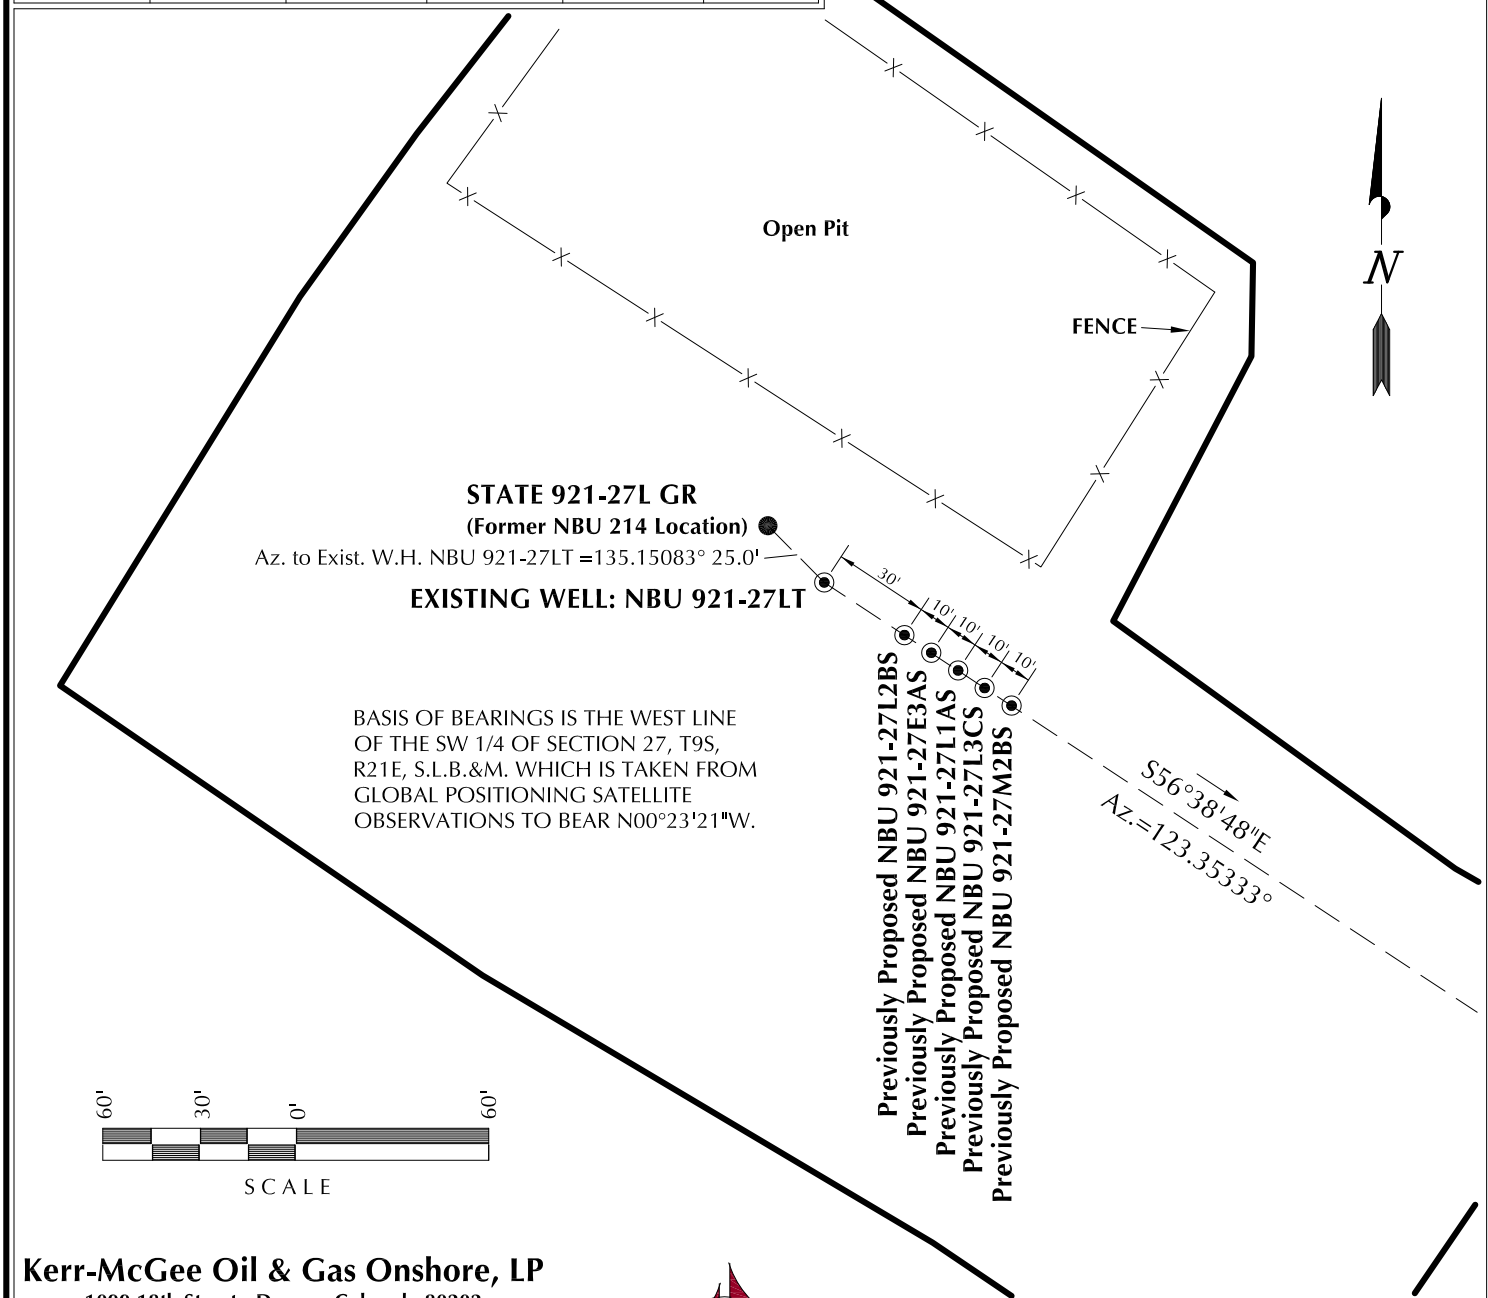 Open Pit
FENCE
N
STATE 921-27L GR
(Former NBU 214 Location)
Az. to Exist. W.H. NBU 921-27LT =135.15083° 25.0'
EXISTING WELL: NBU 921-27LT
30'
10'
10'
10'
10'
Previously Proposed NBU 921-27L2BS
Previously Proposed NBU 921-27E3AS
Previously Proposed NBU 921-27L1AS
Previously Proposed NBU 921-27L3CS
Previously Proposed NBU 921-27M2BS
BASIS OF BEARINGS IS THE WEST LINE
OF THE SW 1/4 OF SECTION 27, T9S,
R21E, S.L.B.&M. WHICH IS TAKEN FROM
GLOBAL POSITIONING SATELLITE
OBSERVATIONS TO BEAR N00°23'21"W.
S56°38'48"E
Az.=123.35333°
60'
30'
0'
60'
SCALE
Kerr-McGee Oil & Gas Onshore, LP